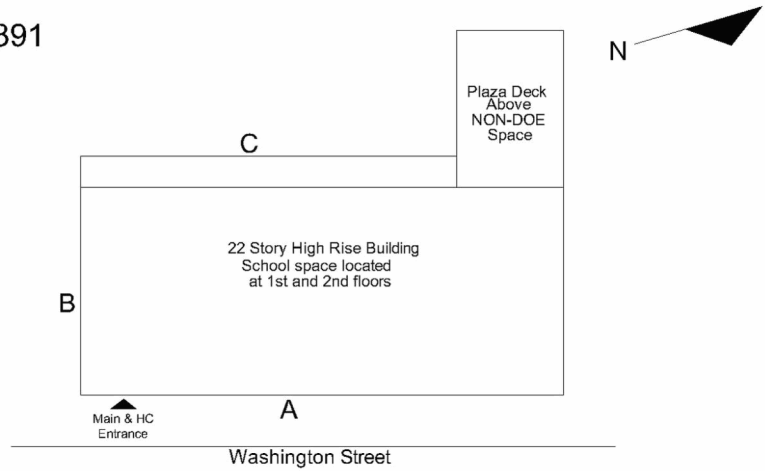 391
N
Plaza Deck
Above
NON-DOE
Space
C
22 Story High Rise Building
School space located
at 1st and 2nd floors
B
Main & HC
Entrance
A
Washington Street